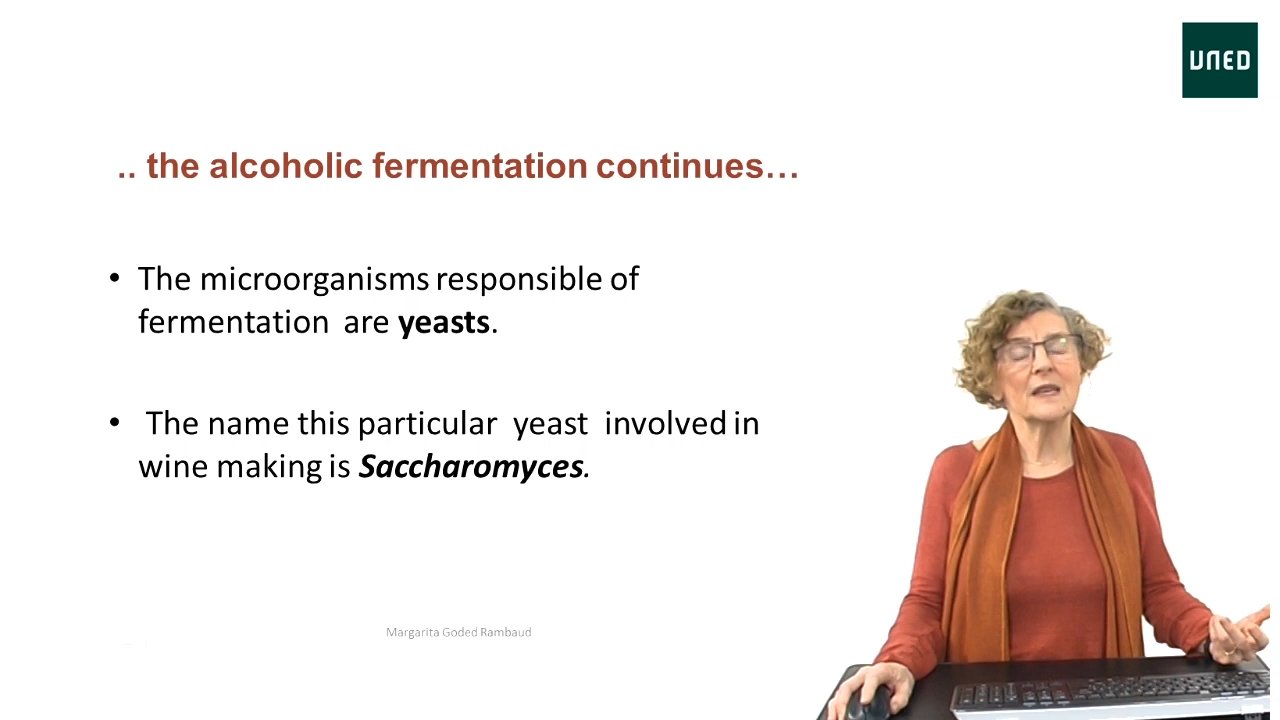 UNED
.. the alcoholic fermentation continues…
• The microorganisms responsible of
fermentation are yeasts.
• The name this particular yeast involved in
wine making is Saccharomyces.
Margarita Goded Rambaud